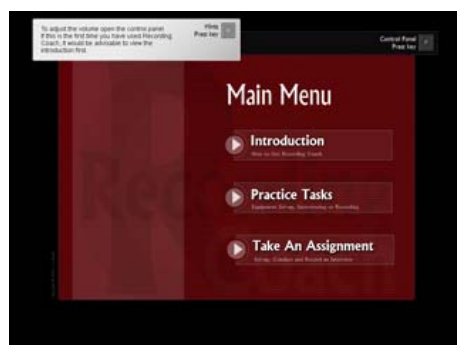 To adjust the volume open the control panel
If this is the first time you have used Recording
Coach, it would be advisable to view the
introduction first.
Hints
Press key
Control Panel
Press key
Main Menu
Introduction
How to Use Recording Coach
Practice Tasks
Equipment Set-up, Interviewing or Recording
Take An Assignment
Set-up, Conduct and Record an Interview